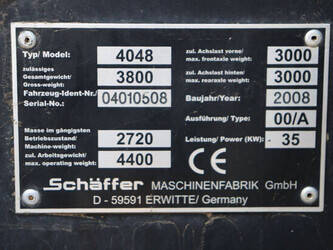 Typ/ Model: 4048
zulässiges
Gesamtgewicht/
Gross-weight: 3800
Fahrzeug-Ident-Nr./
Serial-No.: 04010508
Masse im gängigsten
Betriebszustand/
Machine-weight: 2720
zul. Arbeitsgewicht/
max. operating weight: 4400
zul. Achslast vorne/
max. frontaxle weight: 3000
zul. Achslast hinten/
max. rearaxle weight: 3000
Baujahr/Year: 2008
Ausführung/ Type: 00/A
Leistung/ Power (KW): 35
CE
Schäffer MASCHINENFABRIK GmbH
D - 59591 ERWITTE/ Germany